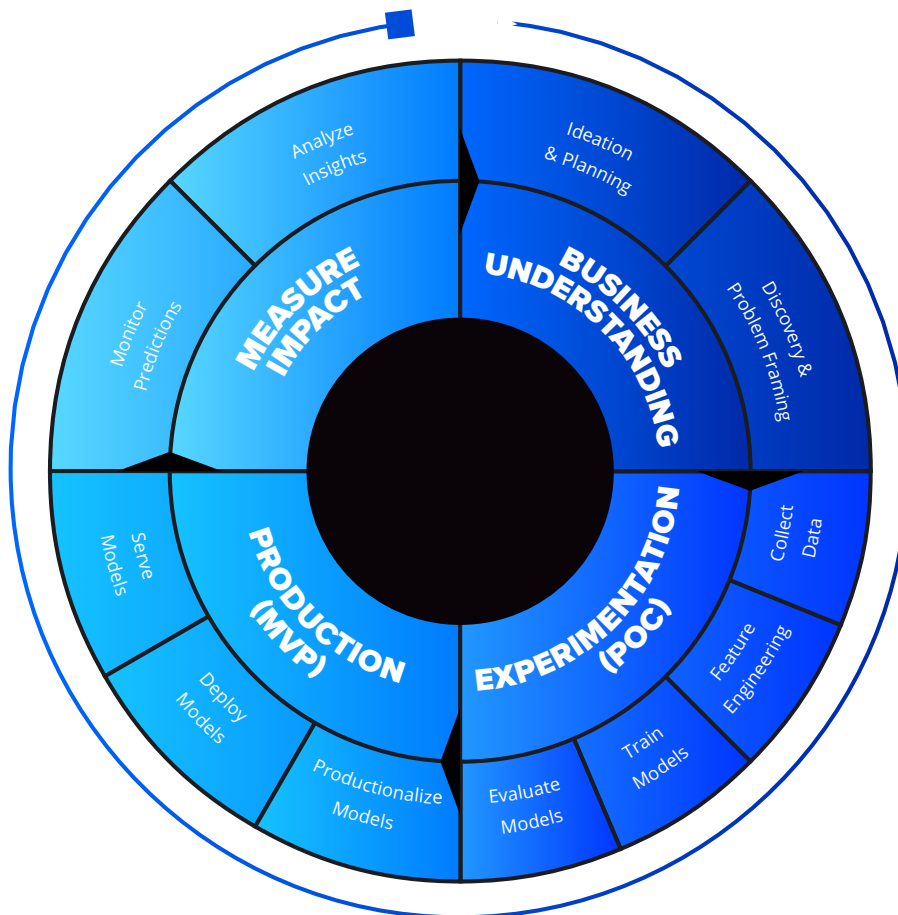 BUSINESS
UNDERSTANDING
Ideation
& Planning
Discovery &
Problem Framing
EXPERIMENTATION
(POC)
Collect
Data
Feature
Engineering
Train
Models
Evaluate
Models
PRODUCTION
(MVP)
Productionalize
Models
Deploy
Models
Serve
Models
MEASURE
IMPACT
Monitor
Predictions
Analyze
Insights